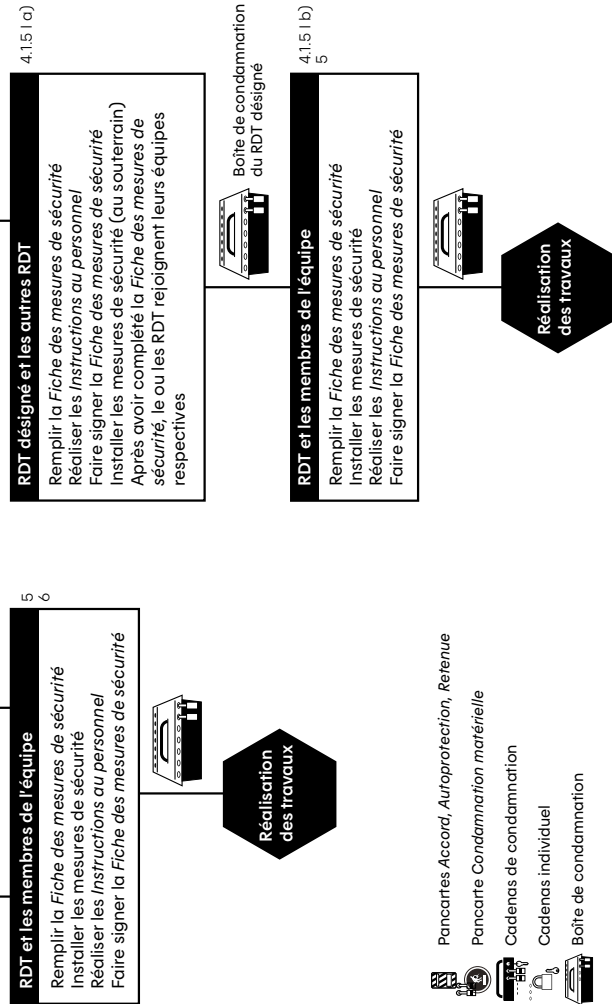 RDT et les membres de l'équipe
5
6
Remplir la Fiche des mesures de sécurité
Installer les mesures de sécurité
Réaliser les Instructions au personnel
Faire signer la Fiche des mesures de sécurité
Réalisation
des travaux
Pancartes Accord, Autoprotection, Retenue
Pancarte Condamnation matérielle
Cadenas de condamnation
Cadenas individuel
Boîte de condamnation
RDT désigné et les autres RDT
4.1.5 I a)
Remplir la Fiche des mesures de sécurité
Réaliser les Instructions au personnel
Faire signer la Fiche des mesures de sécurité
Installer les mesures de sécurité (au souterrain)
Après avoir complété la Fiche des mesures de
sécurité, le ou les RDT rejoignent leurs équipes
respectives
Boîte de condamnation
du RDT désigné
RDT et les membres de l'équipe
4.1.5 I b)
5
Remplir la Fiche des mesures de sécurité
Installer les mesures de sécurité
Réaliser les Instructions au personnel
Faire signer la Fiche des mesures de sécurité
Réalisation
des travaux